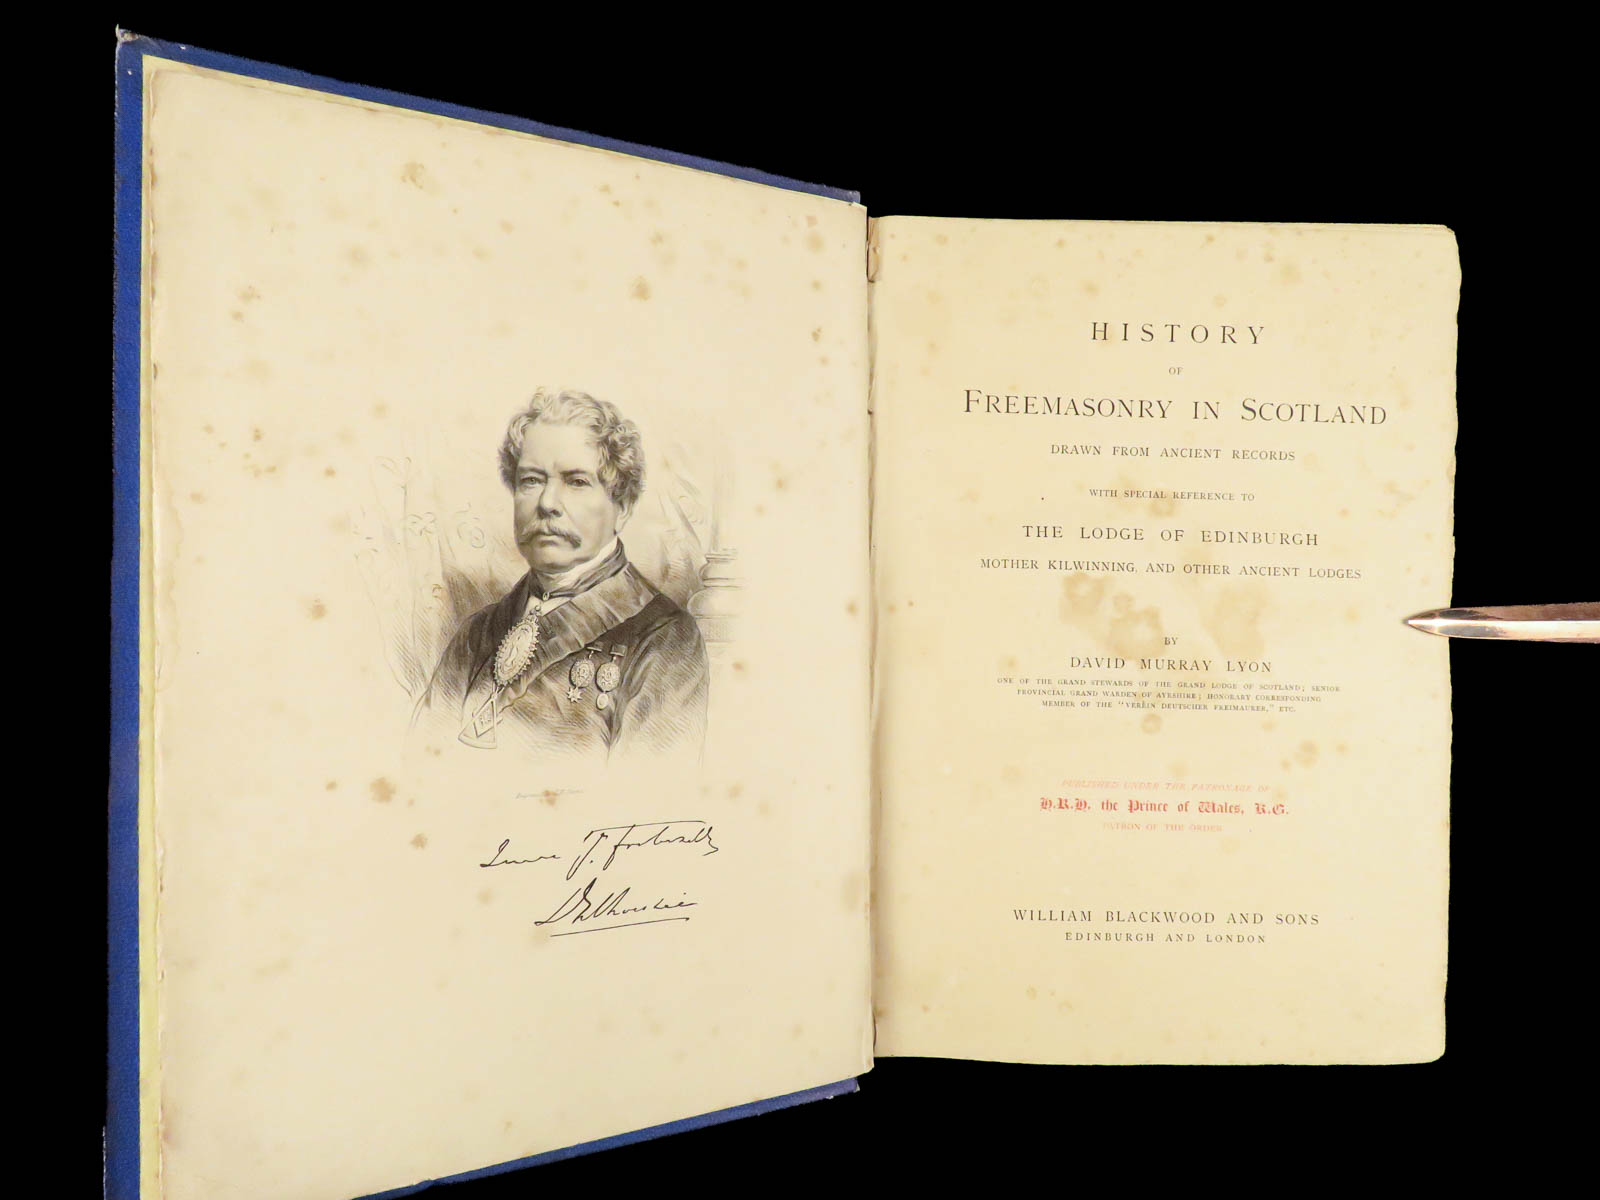 HISTORY
OF
FREEMASONRY IN SCOTLAND
DRAWN FROM ANCIENT RECORDS
WITH SPECIAL REFERENCE TO
THE LODGE OF EDINBURGH
MOTHER KILWINNING, AND OTHER ANCIENT LODGES
BY
DAVID MURRAY LYON
ONE OF THE GRAND STEWARDS OF THE GRAND LODGE OF SCOTLAND; SENIOR
PROVINCIAL GRAND WARDEN OF AYRSHIRE; HONORARY CORRESPONDING
MEMBER OF THE "VEREIN DEUTSCHER FREIMAURER," ETC.
PUBLISHED UNDER THE PATRONAGE OF
H.R.H. the Prince of Wales, K.G.
PATRON OF THE ORDER
WILLIAM BLACKWOOD AND SONS
EDINBURGH AND LONDON